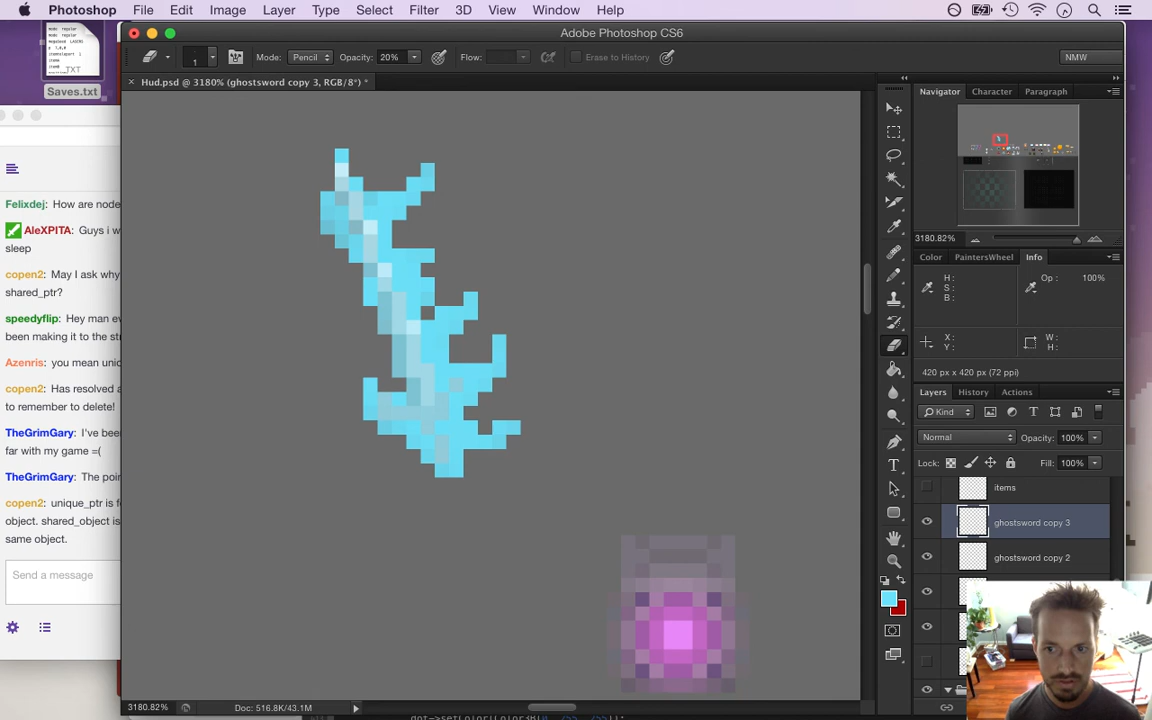 Photoshop File Edit Image Layer Type Select Filter 3D View Window Help
Adobe Photoshop CS6
1 Mode: Pencil Opacity: 20% Flow: Erase to History NMW
Hud.psd @ 3180% (ghostsword copy 3, RGB/8*) *
TXT
Saves.txt
Felixdej: How are node
AleXPITA: Guys i w
sleep
copen2: May I ask why
shared_ptr?
speedyflip: Hey man ev
been making it to the str
Azenris: you mean uniq
copen2: Has resolved a
to remember to delete!
TheGrimGary: I've been
far with my game =(
TheGrimGary: The poin
copen2: unique_ptr is f
object. shared_object is
same object.
Send a message
Navigator Character Paragraph
3180.82%
Color PaintersWheel Info
H:
S:
B:
Op: 100%
X:
Y:
W:
H:
420 px x 420 px (72 ppi)
Layers History Actions
Kind
Normal Opacity: 100%
Lock: Fill: 100%
items
ghostsword copy 3
ghostsword copy 2
3180.82% Doc: 516.8K/43.1M